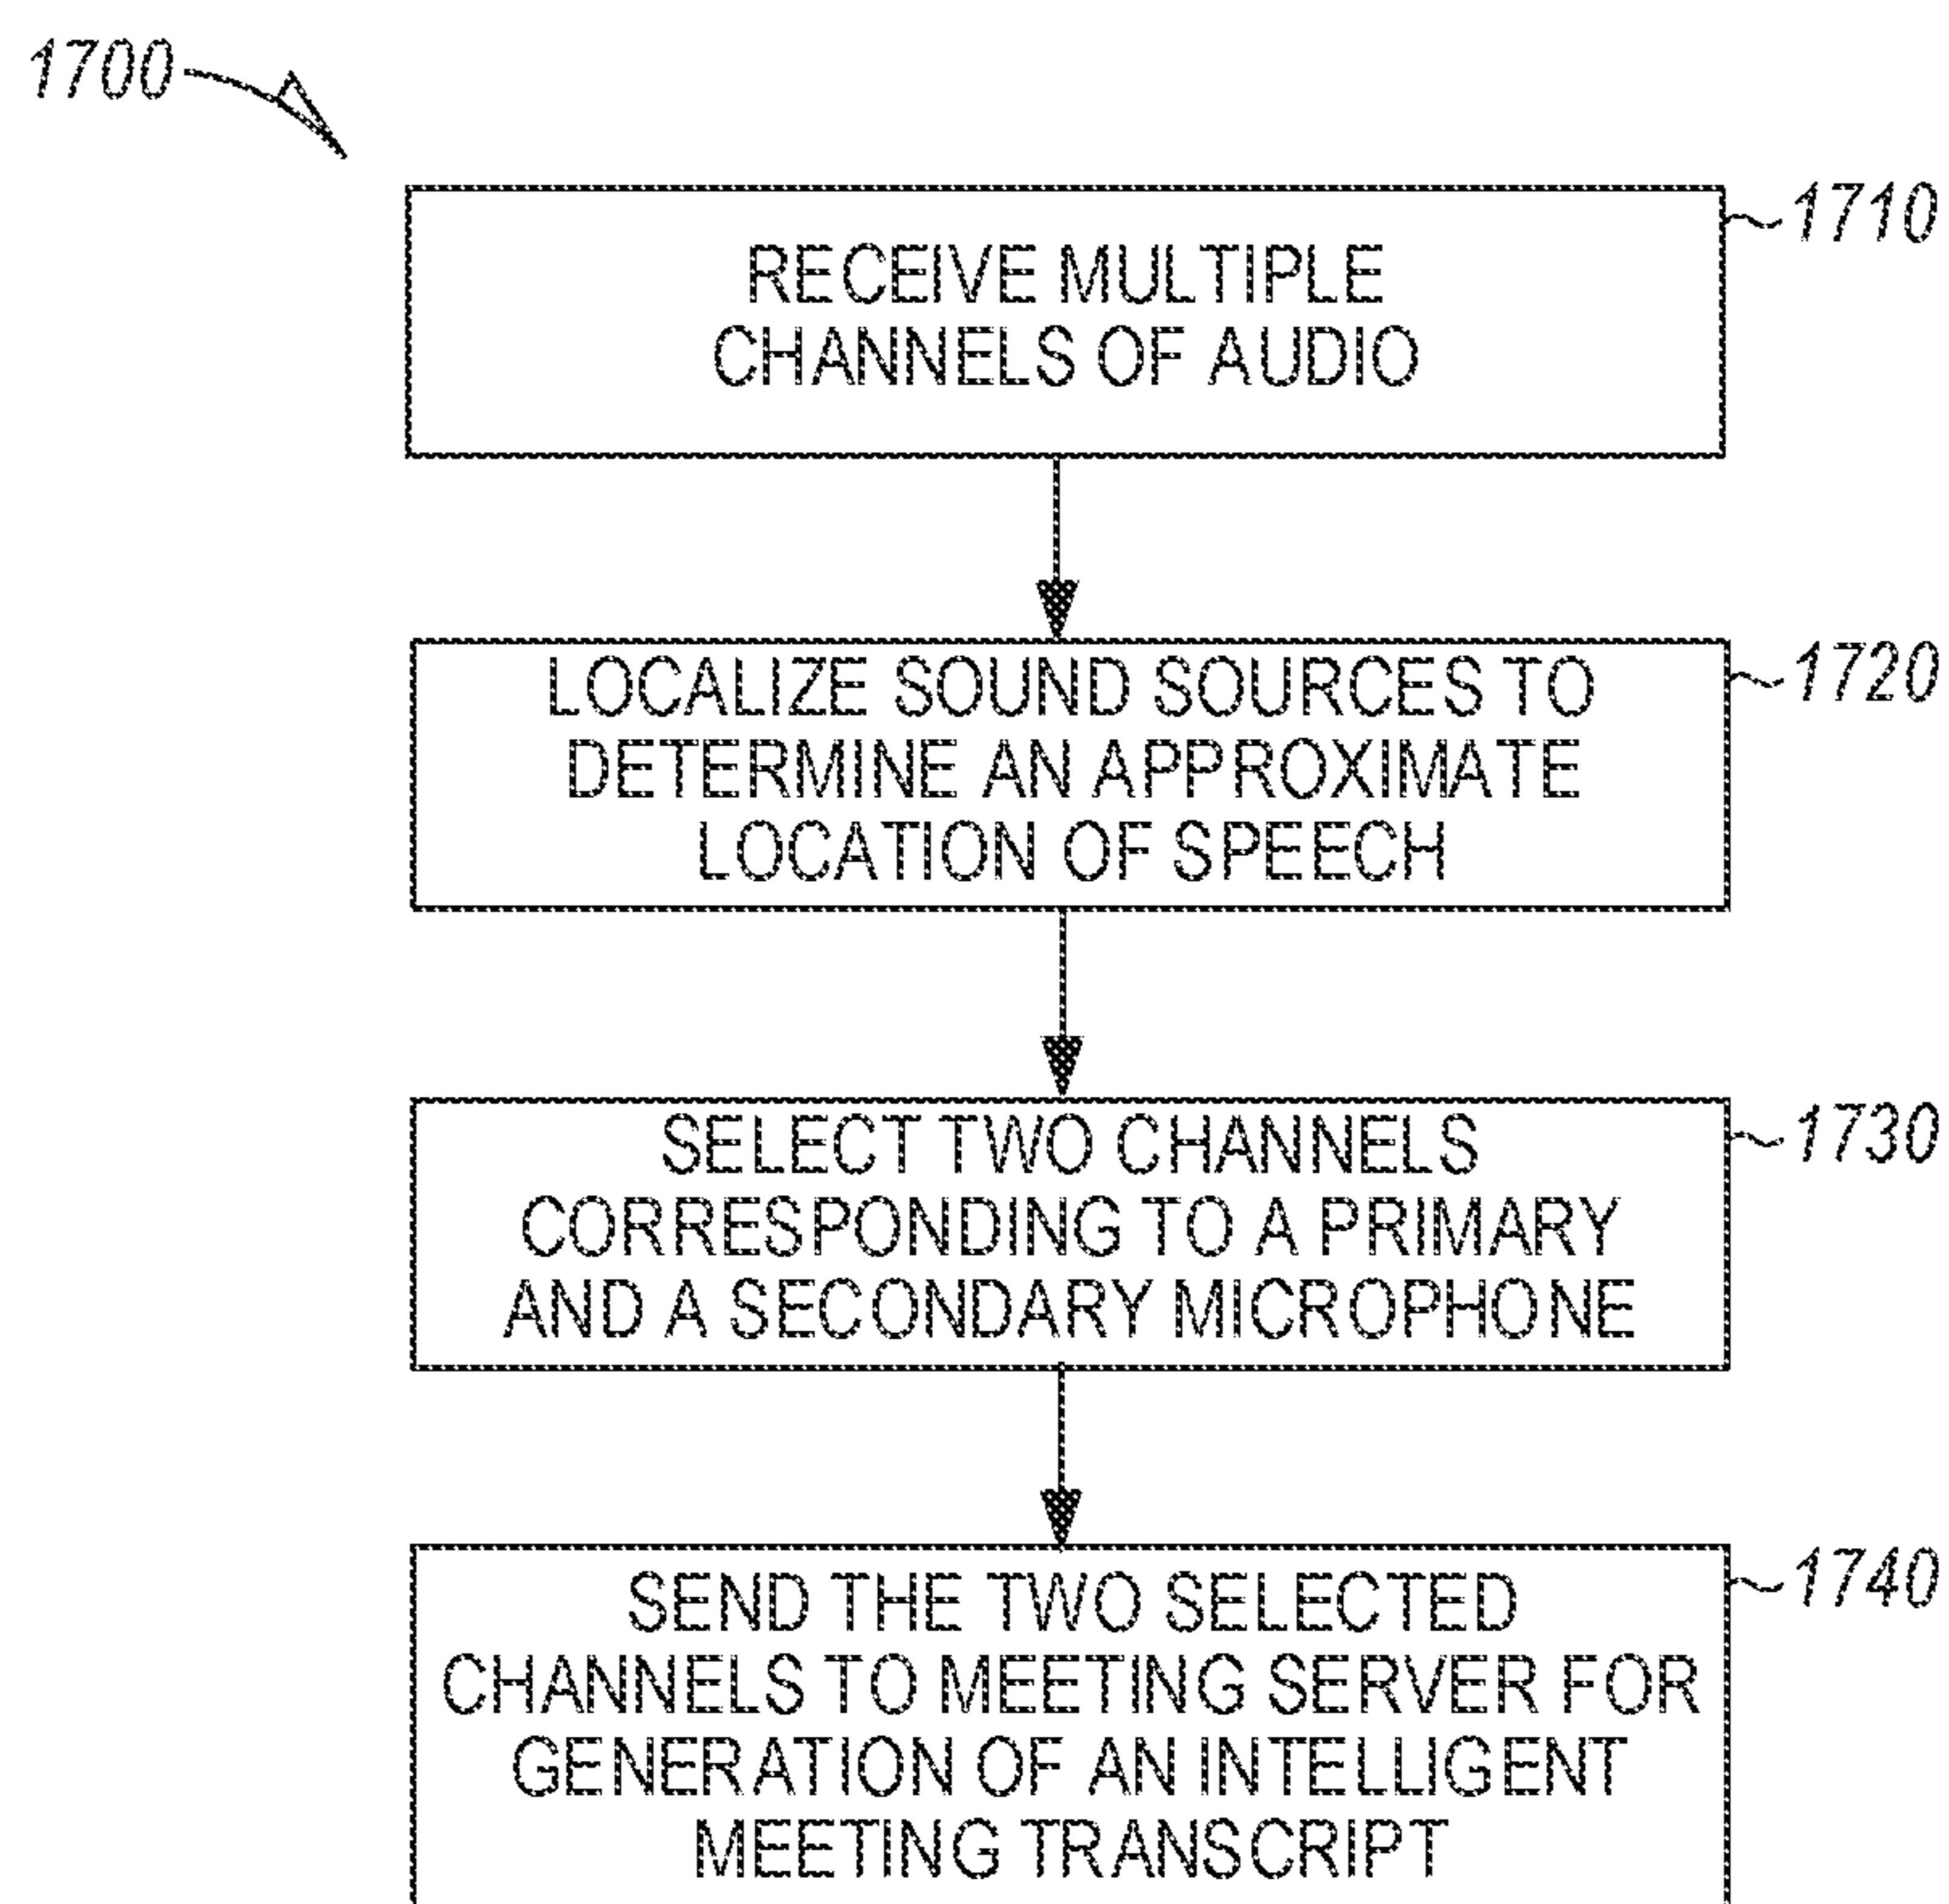 1700
1710
RECEIVE MULTIPLE
CHANNELS OF AUDIO
1720
LOCALIZE SOUND SOURCES TO
DETERMINE AN APPROXIMATE
LOCATION OF SPEECH
1730
SELECT TWO CHANNELS
CORRESPONDING TO A PRIMARY
AND A SECONDARY MICROPHONE
1740
SEND THE TWO SELECTED
CHANNELS TO MEETING SERVER FOR
GENERATION OF AN INTELLIGENT
MEETING TRANSCRIPT